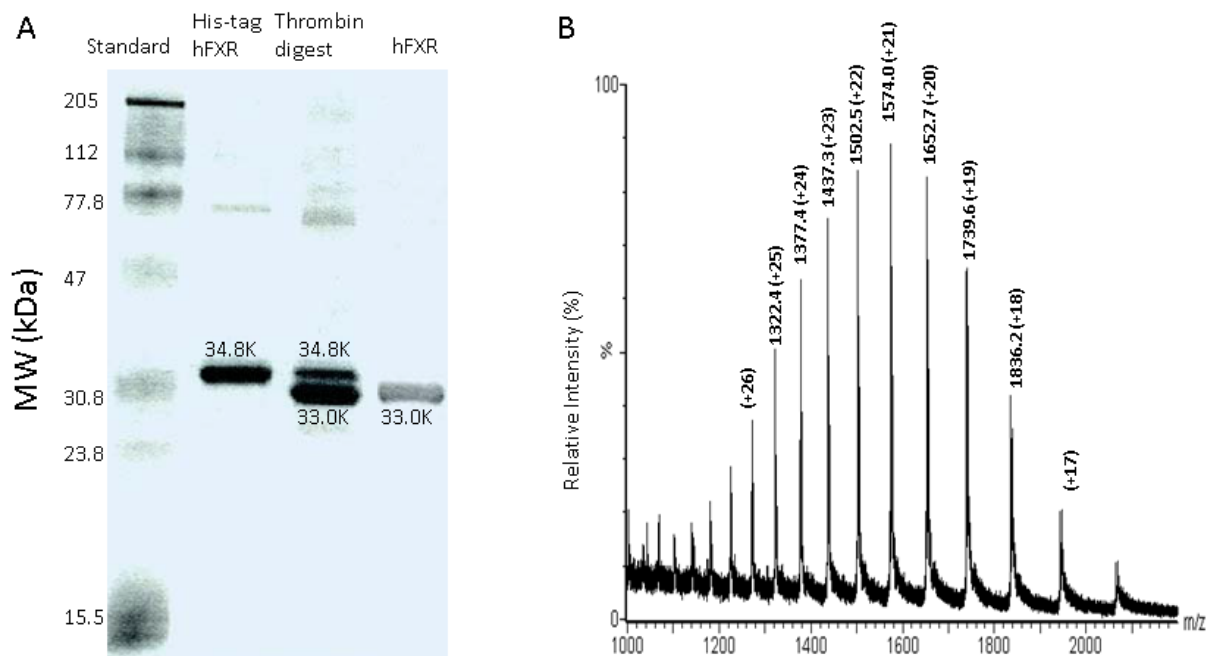 A
Standard
His-tag
hFXR
Thrombin
digest
hFXR
MW (kDa)
205
112
77.8
47
30.8
23.8
15.5
34.8K
34.8K
33.0K
33.0K
B
Relative Intensity (%)
100
%
0
(+26)
1322.4 (+25)
1377.4 (+24)
1437.3 (+23)
1502.5 (+22)
1574.0 (+21)
1652.7 (+20)
1739.6 (+19)
1836.2 (+18)
(+17)
1000
1200
1400
1600
1800
2000
m/z